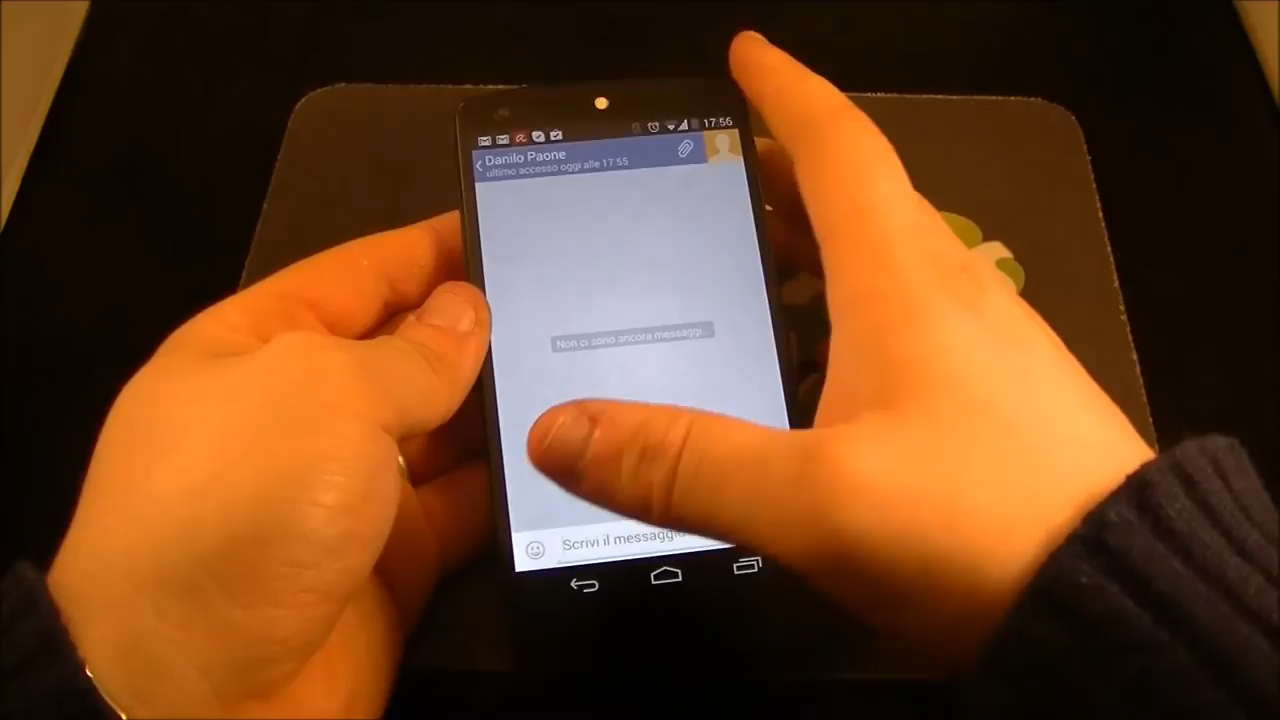 17:56
Danilo Paone
ultimo accesso oggi alle 17:55
Non ci sono ancora messaggi...
Scrivi il messaggio